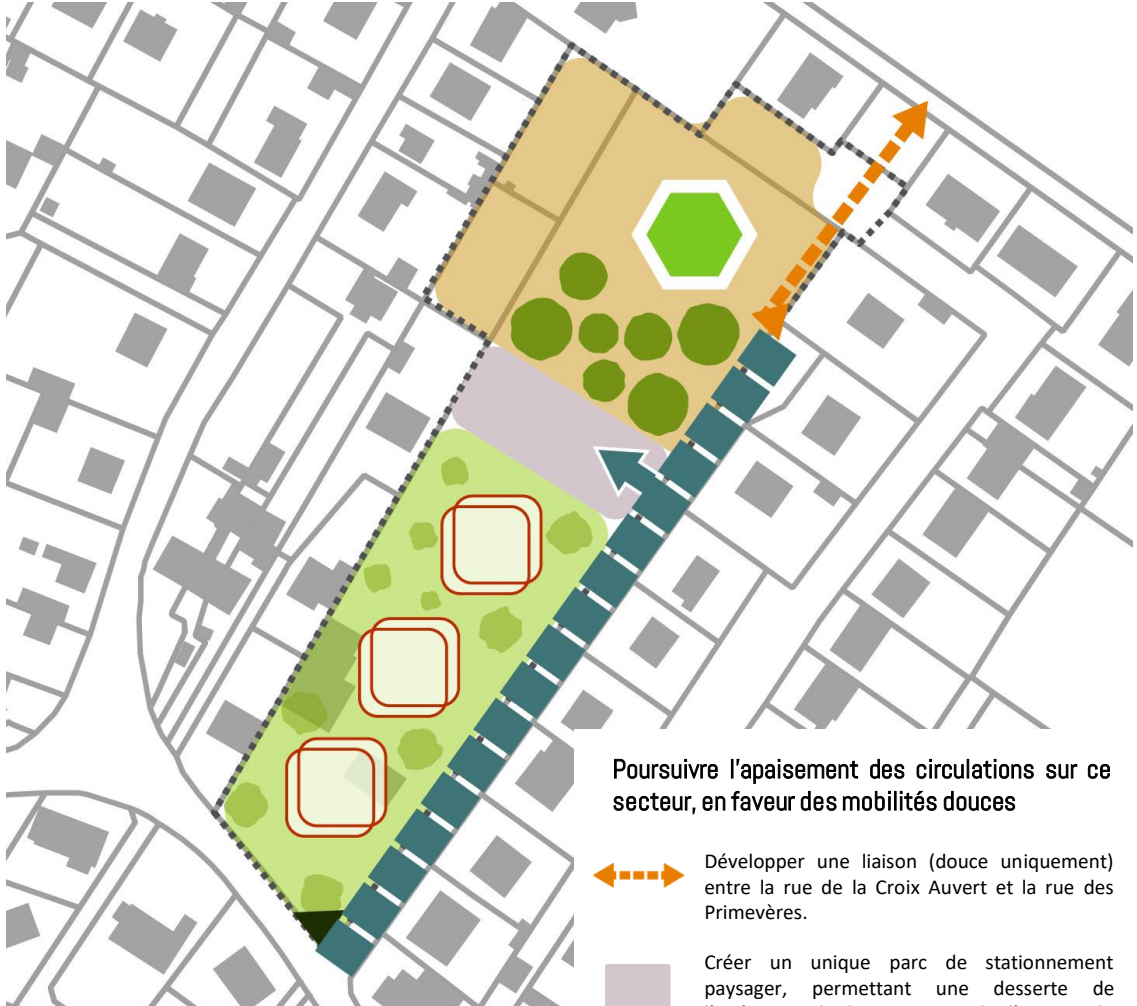 Poursuivre l'apaisement des circulations sur ce
secteur, en faveur des mobilités douces
Développer une liaison (douce uniquement)
entre la rue de la Croix Auvert et la rue des
Primevères.
Créer un unique parc de stationnement
paysager, permettant une desserte de